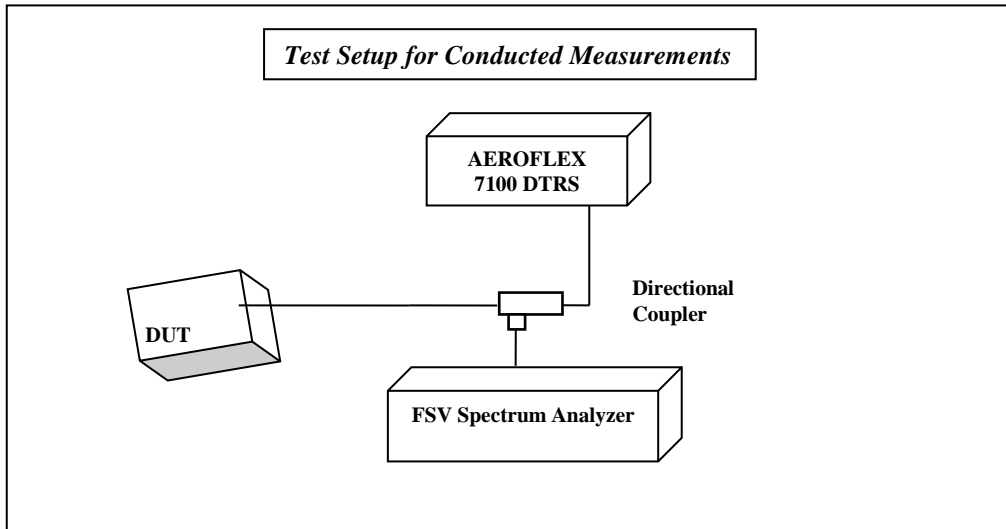 Test Setup for Conducted Measurements
AEROFLEX
7100 DTRS
Directional
Coupler
DUT
FSV Spectrum Analyzer